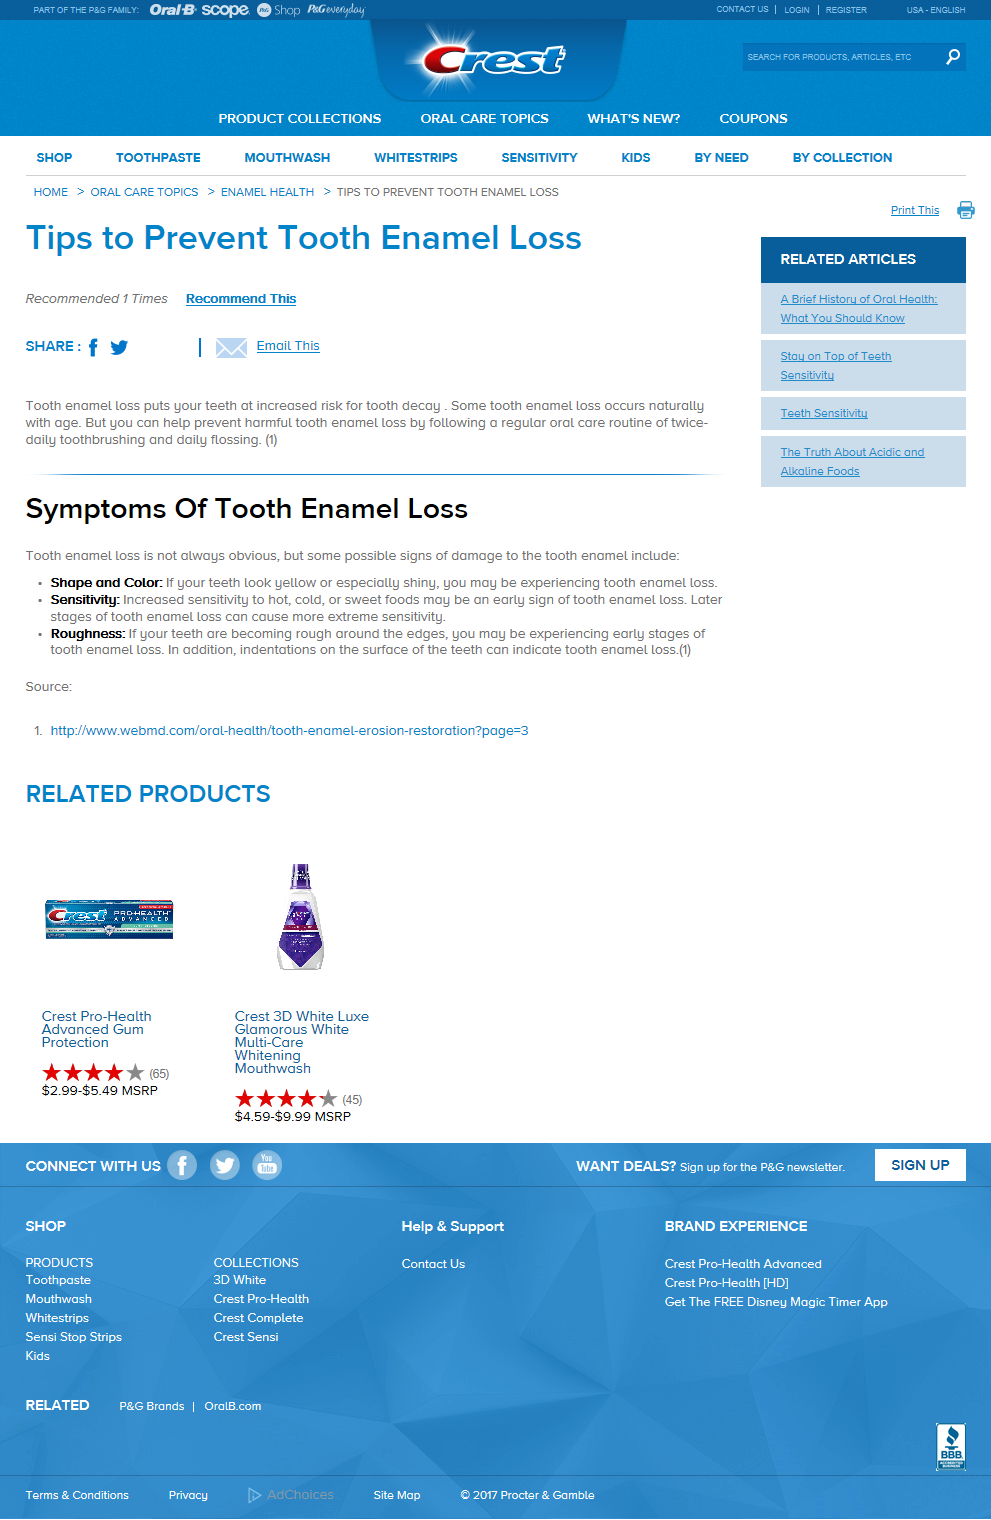 PART OF THE P&G FAMILY: Oral-B scope. P&G Shop P&G everyday
CONTACT US | LOGIN | REGISTER USA - ENGLISH
Crest
SEARCH FOR PRODUCTS, ARTICLES, ETC
PRODUCT COLLECTIONS ORAL CARE TOPICS WHAT'S NEW? COUPONS
SHOP TOOTHPASTE MOUTHWASH WHITESTRIPS SENSITIVITY KIDS BY NEED BY COLLECTION
HOME > ORAL CARE TOPICS > ENAMEL HEALTH > TIPS TO PREVENT TOOTH ENAMEL LOSS
Print This
Tips to Prevent Tooth Enamel Loss
Recommended 1 Times Recommend This
SHARE : | Email This
Tooth enamel loss puts your teeth at increased risk for tooth decay . Some tooth enamel loss occurs naturally
with age. But you can help prevent harmful tooth enamel loss by following a regular oral care routine of twice-
daily toothbrushing and daily flossing. (1)
Symptoms Of Tooth Enamel Loss
Tooth enamel loss is not always obvious, but some possible signs of damage to the tooth enamel include:
• Shape and Color: If your teeth look yellow or especially shiny, you may be experiencing tooth enamel loss.
• Sensitivity: Increased sensitivity to hot, cold, or sweet foods may be an early sign of tooth enamel loss. Later
stages of tooth enamel loss can cause more extreme sensitivity.
• Roughness: If your teeth are becoming rough around the edges, you may be experiencing early stages of
tooth enamel loss. In addition, indentations on the surface of the teeth can indicate tooth enamel loss.(1)
Source:
1. http://www.webmd.com/oral-health/tooth-enamel-erosion-restoration?page=3
RELATED ARTICLES
A Brief History of Oral Health:
What You Should Know
Stay on Top of Teeth
Sensitivity
Teeth Sensitivity
The Truth About Acidic and
Alkaline Foods
RELATED PRODUCTS
Crest PRO-HEALTH
ADVANCED
Crest Pro-Health
Advanced Gum
Protection
(65)
$2.99-$5.49 MSRP
Crest 3D White Luxe
Glamorous White
Multi-Care
Whitening
Mouthwash
(45)
$4.59-$9.99 MSRP
CONNECT WITH US You Tube
WANT DEALS? Sign up for the P&G newsletter. SIGN UP
SHOP
PRODUCTS
Toothpaste
Mouthwash
Whitestrips
Sensi Stop Strips
Kids
COLLECTIONS
3D White
Crest Pro-Health
Crest Complete
Crest Sensi
Help & Support
Contact Us
BRAND EXPERIENCE
Crest Pro-Health Advanced
Crest Pro-Health [HD]
Get The FREE Disney Magic Timer App
RELATED P&G Brands | OralB.com
BBB
ACCREDITED
BUSINESS
Terms & Conditions Privacy AdChoices Site Map © 2017 Procter & Gamble